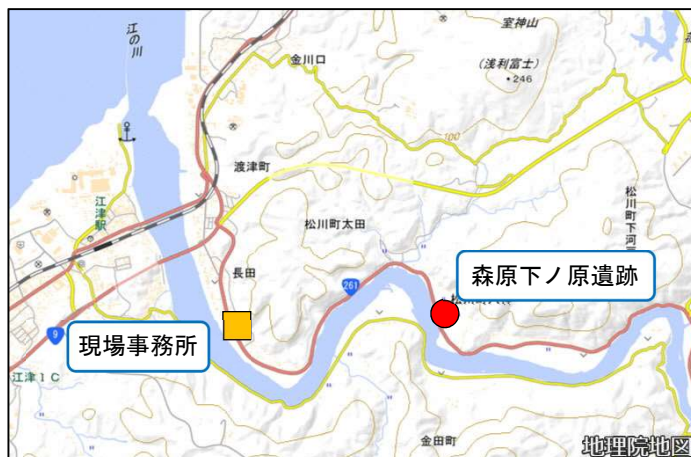 江の川
室神山
(浅利富士)
・246
金川口
100
渡津町
江津駅
松川町太田
松川町下河戸
長田
261
森原下ノ原遺跡
9
現場事務所
江津IC
金田町
地理院地図